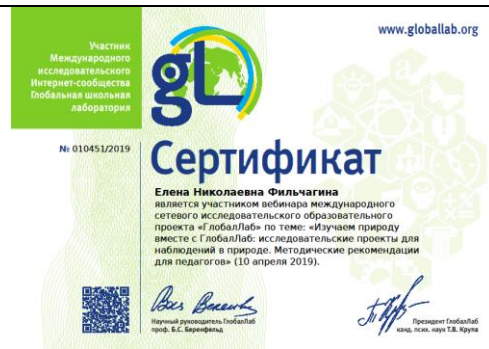 www.globallab.org
Участник
Международного
исследовательского
Интернет-сообщества
Глобальная школьная
лаборатория
gL
№ 010451/2019
Сертификат
Елена Николаевна Фильчагина
является участником вебинара международного
сетевого исследовательского образовательного
проекта «ГлобалЛаб» по теме: «Изучаем природу
вместе с ГлобалЛаб: исследовательские проекты для
наблюдений в природе. Методические рекомендации
для педагогов» (10 апреля 2019).
Научный руководитель ГлобалЛаб
проф. Б.С. Беренфельд
Президент ГлобалЛаб
канд. псих. наук Т.В. Крупа